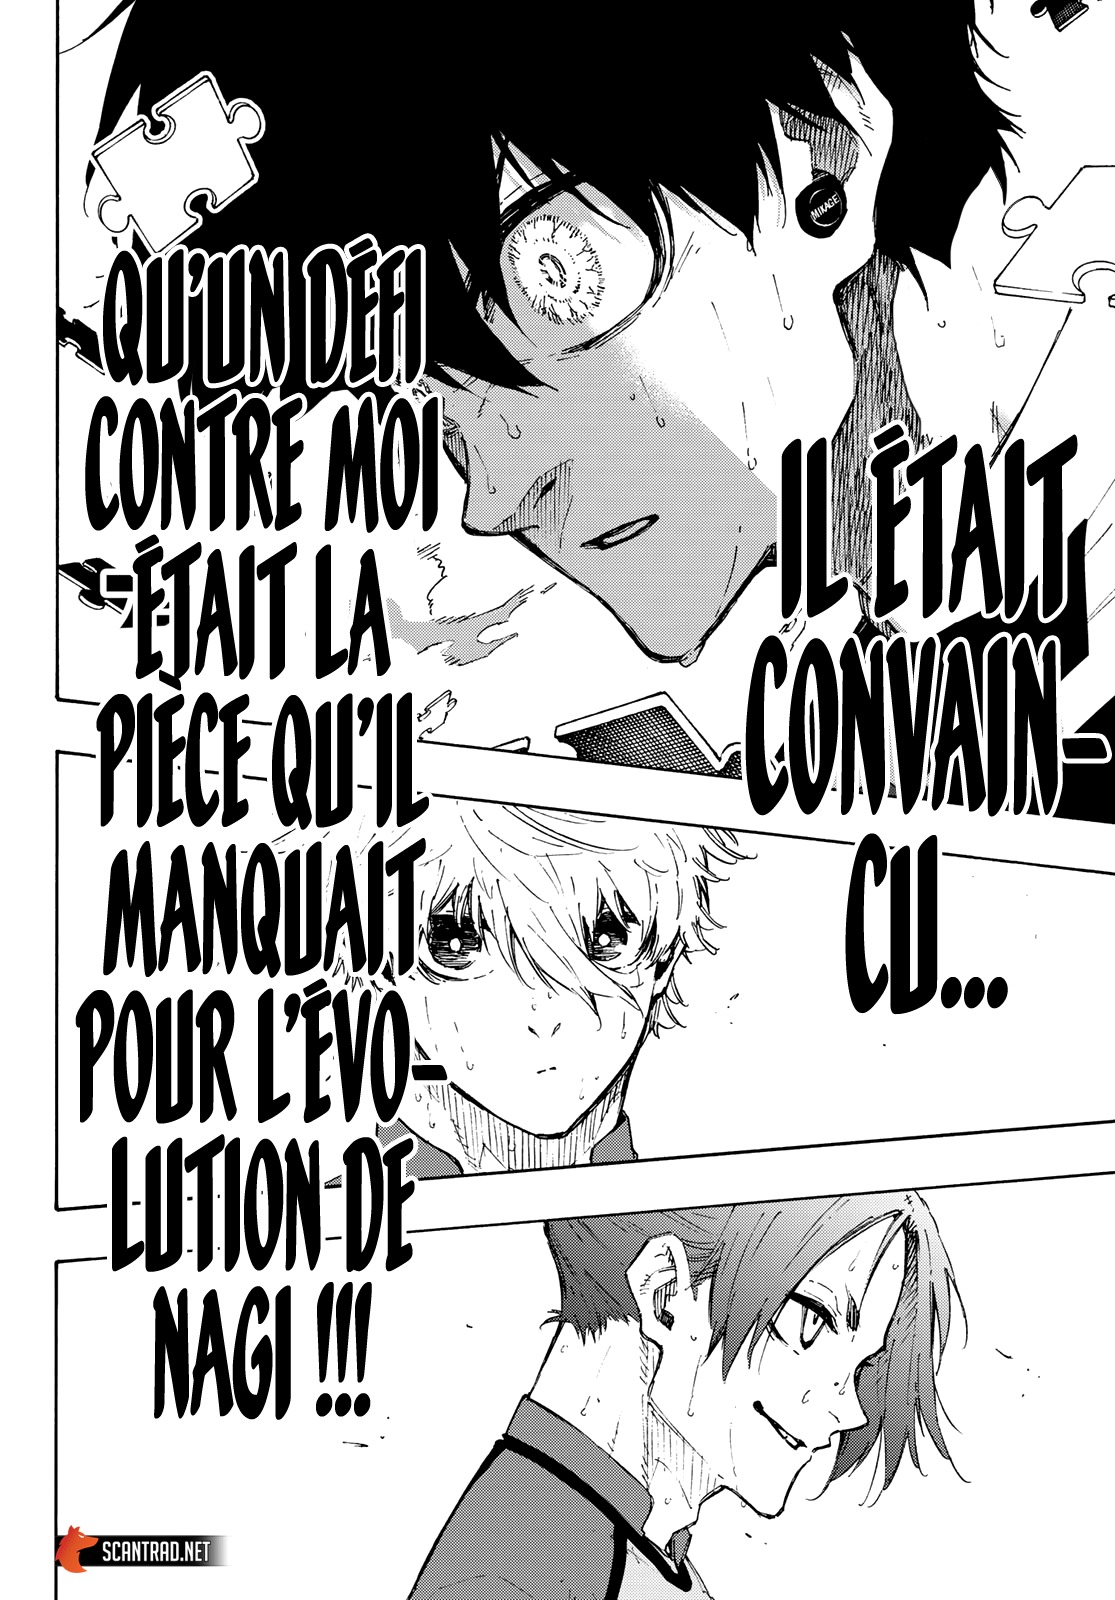 MIKAGE
IL ÉTAIT
CONVAIN-
CU...
QU'UN DÉFI
CONTRE MOI
ÉTAIT LA
PIÈCE QU'IL
MANQUAIT
POUR L'ÉVO-
LUTION DE
NAGI !!!
SCANTRAD.NET